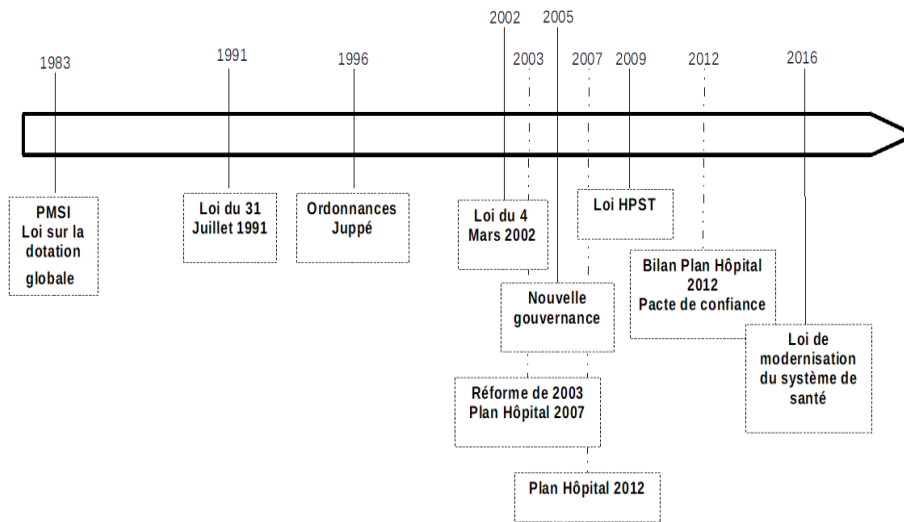 2002
2005
1983
1991
1996
2003
2007
2009
2012
2016
PMSI
Loi sur la
dotation
globale
Loi du 31
Juillet 1991
Ordonnances
Juppé
Loi du 4
Mars 2002
Loi HPST
Nouvelle
gouvernance
Bilan Plan Hôpital
2012
Pacte de confiance
Loi de
modernisation
du système de
santé
Réforme de 2003
Plan Hôpital 2007
Plan Hôpital 2012